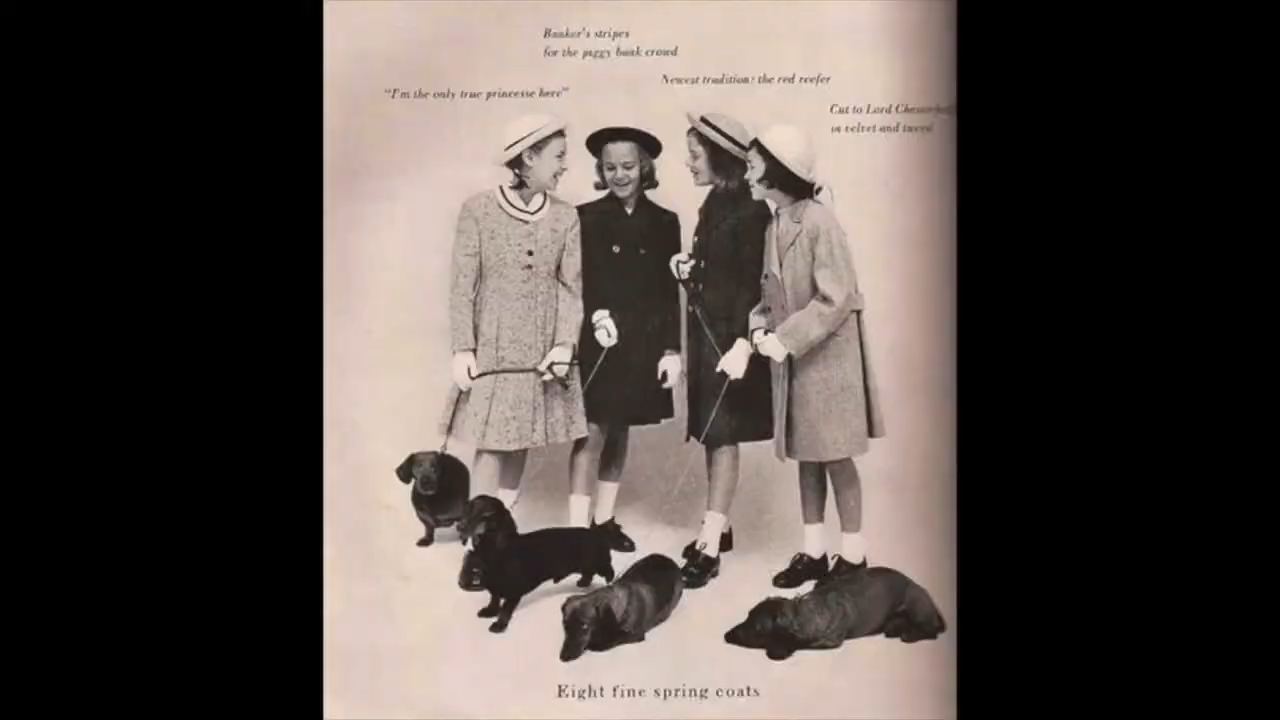 Banker's stripes
for the piggy bank crowd
Newest tradition: the red reefer
"I'm the only true princesse here"
Cut to Lord
in velvet and tweed
Eight fine spring coats